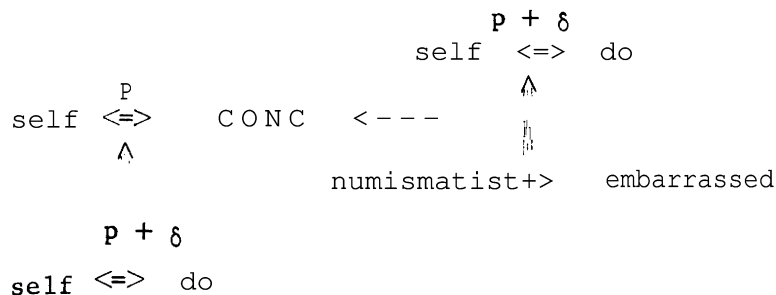 p + δ
self <=> do
P
self <=> CONC <---
numismatist+> embarrassed
p + δ
self <=> do